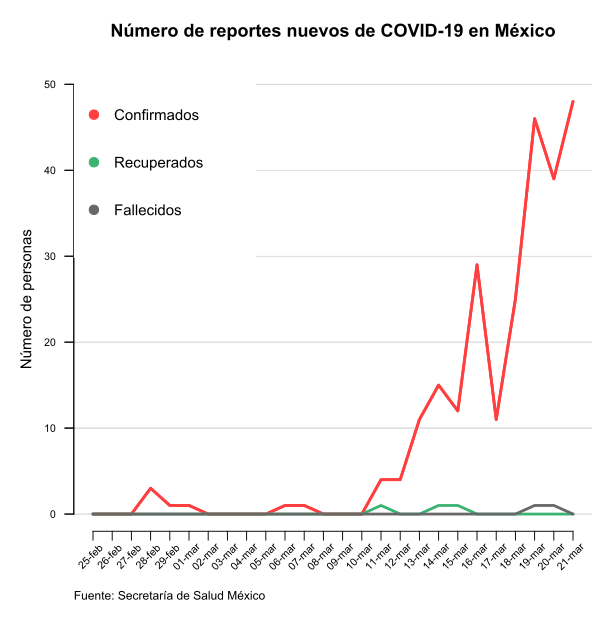 Número de reportes nuevos de COVID-19 en México
50
40
30
20
10
0
Número de personas
Confirmados
Recuperados
Fallecidos
25-feb
26-feb
27-feb
28-feb
29-feb
01-mar
02-mar
03-mar
04-mar
05-mar
06-mar
07-mar
08-mar
09-mar
10-mar
11-mar
12-mar
13-mar
14-mar
15-mar
16-mar
17-mar
18-mar
19-mar
20-mar
21-mar
Fuente: Secretaría de Salud México